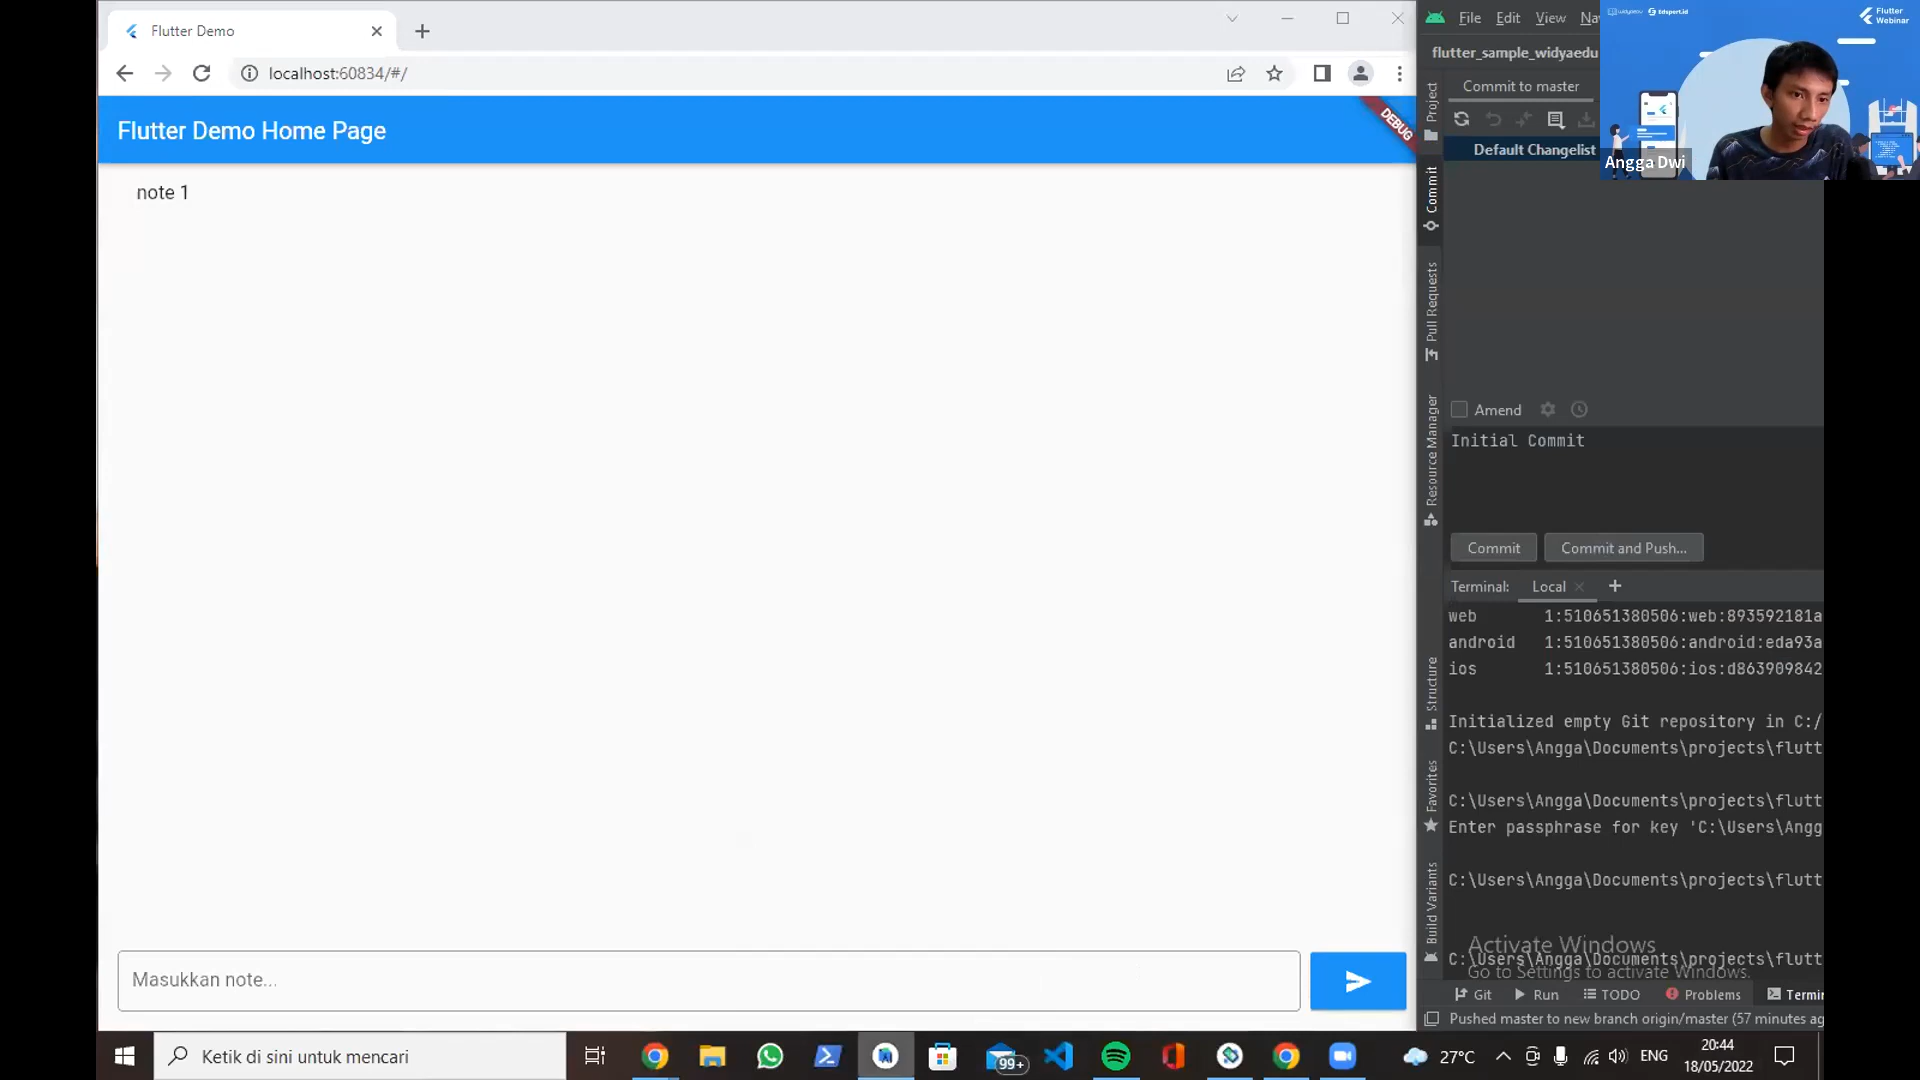 Flutter Demo
localhost:60834/#/
Flutter Demo Home Page
DEBUG
note 1
Masukkan note...
File Edit View Na
flutter_sample_widyaedu
Commit to master
Default Changelist
Project
Commit
Pull Requests
Resource Manager
Structure
Favorites
Build Variants
Amend
Initial Commit
Commit
Commit and Push...
Terminal: Local
web 1:510651380506:web:893592181a
android 1:510651380506:android:eda93a
ios 1:510651380506:ios:d863909842
Initialized empty Git repository in C:/
C:\Users\Angga\Documents\projects\flutt
C:\Users\Angga\Documents\projects\flutt
Enter passphrase for key 'C:\Users\Angg
C:\Users\Angga\Documents\projects\flutt
Activate Windows
C:\Users\Angga\Documents\projects\flutt
Go to Settings to activate Windows.
Git Run TODO Problems Termi
Pushed master to new branch origin/master (57 minutes ag
Edspert.id
Flutter
Webinar
Angga Dwi
Ketik di sini untuk mencari
99+
27°C
ENG
20:44
18/05/2022